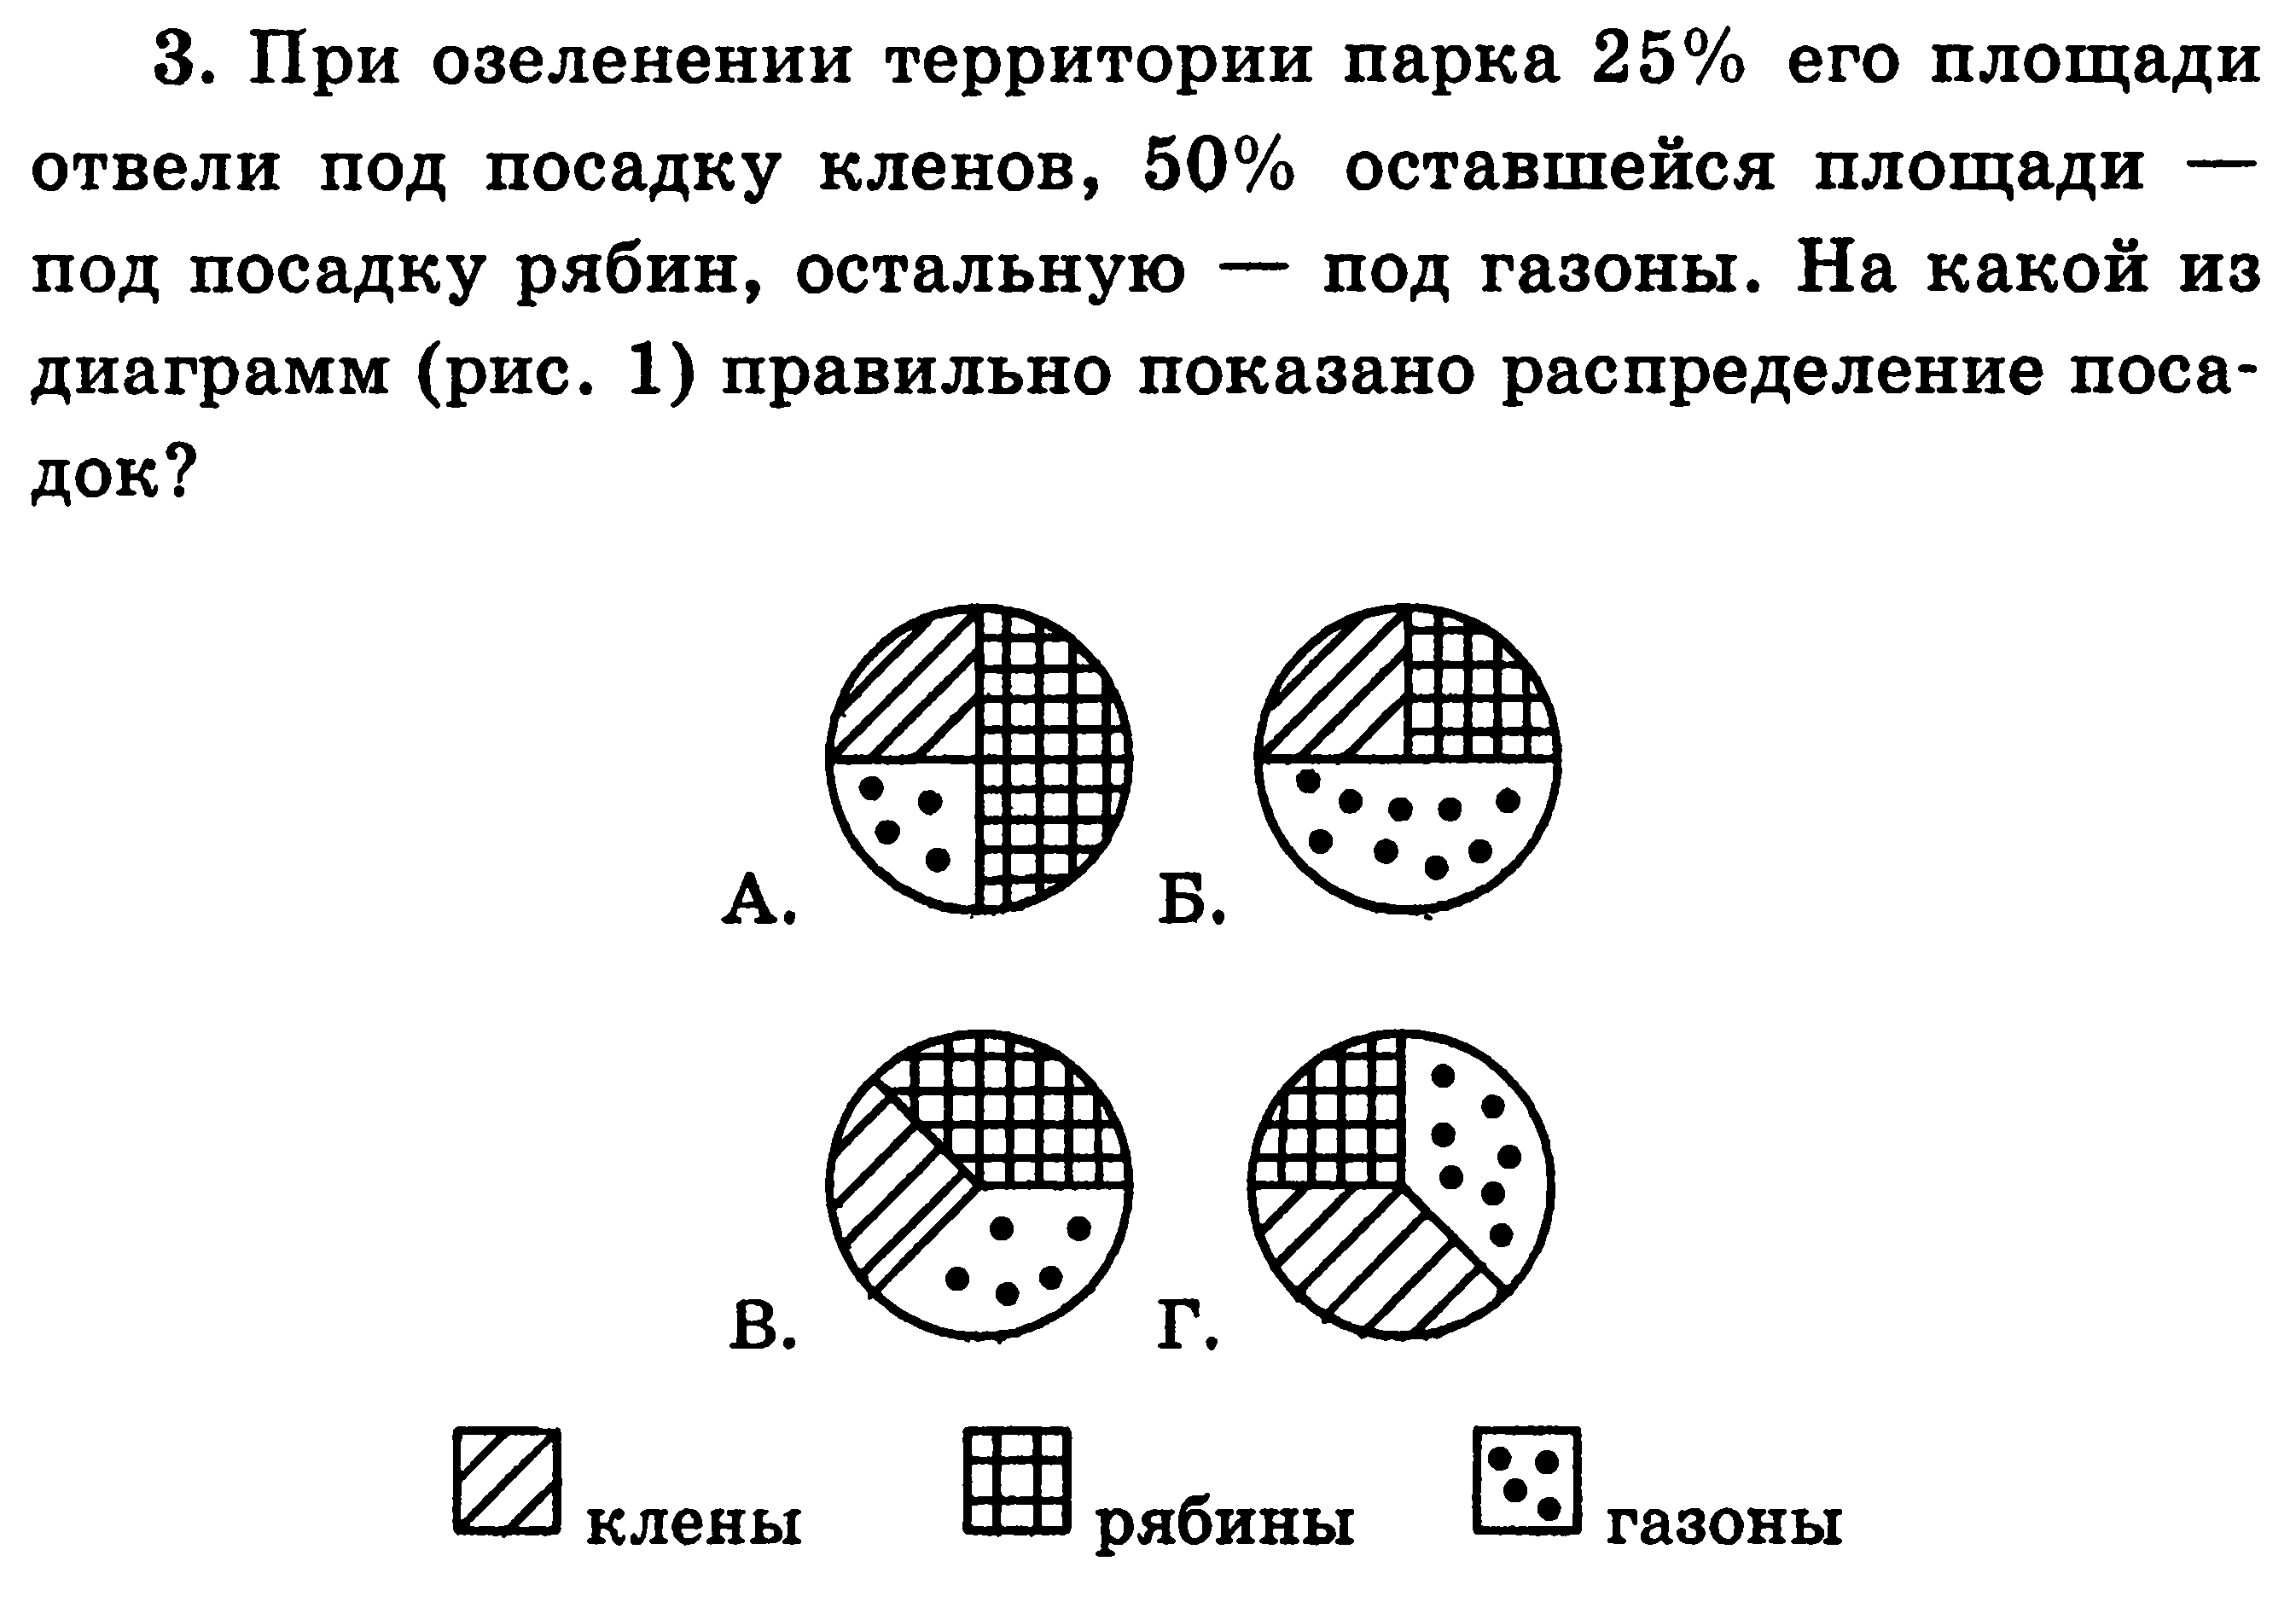 3. При озеленении территории парка 25% его площади
отвели под посадку кленов, 50% оставшейся площади —
под посадку рябин, остальную — под газоны. На какой из
диаграмм (рис. 1) правильно показано распределение поса-
док?
А. Б.
В. Г.
клены рябины газоны